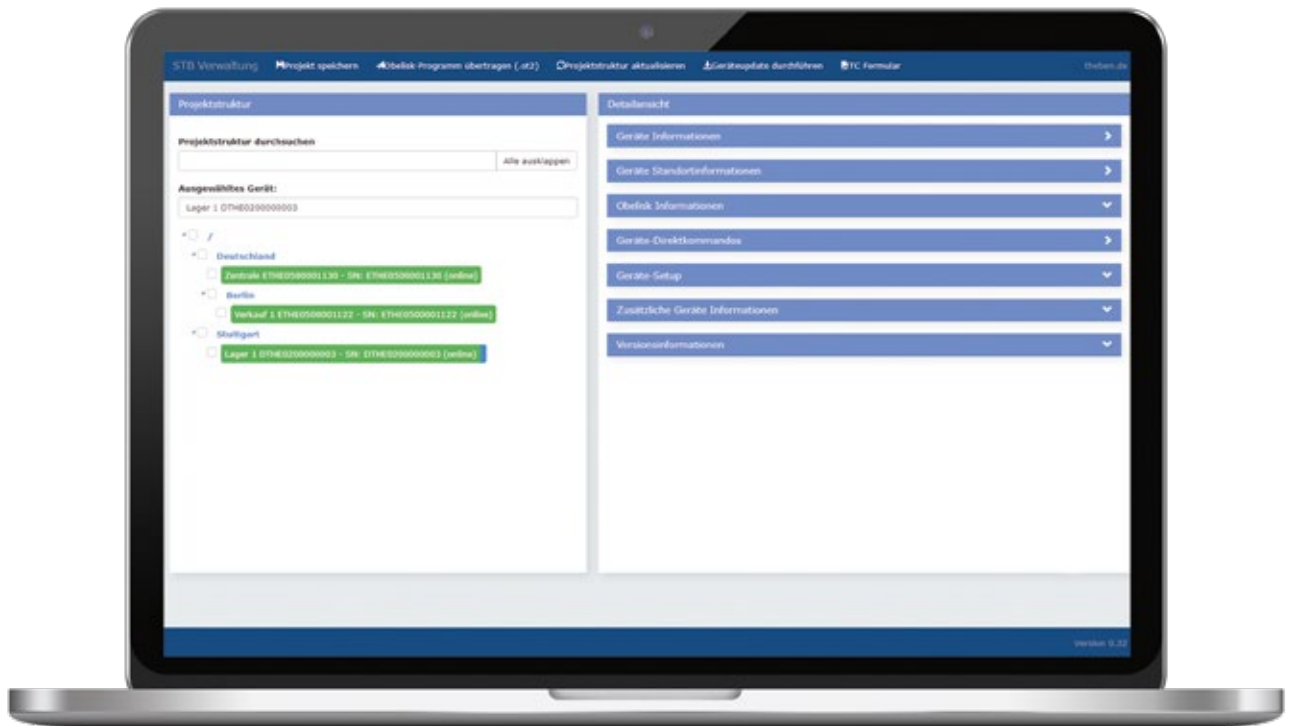 STB Verwaltung Projekt speichern Obelisk-Programm übertragen (.ot2) Projektstruktur aktualisieren Geräteupdate durchführen TC Formular theben.de
Projektstruktur
Projektstruktur durchsuchen
Alle ausklappen
Ausgewähltes Gerät:
Lager 1 DTHE0200000003
/
Deutschland
Zentrale ETHE0500001130 - SN: ETHE0500001130 (online)
Berlin
Verkauf 1 ETHE0500001122 - SN: ETHE0500001122 (online)
Stuttgart
Lager 1 DTHE0200000003 - SN: DTHE0200000003 (online)
Detailansicht
Geräte Informationen
Geräte Standortinformationen
Obelisk Informationen
Geräte-Direktkommandos
Geräte-Setup
Zusätzliche Geräte Informationen
Versionsinformationen
Version 0.32